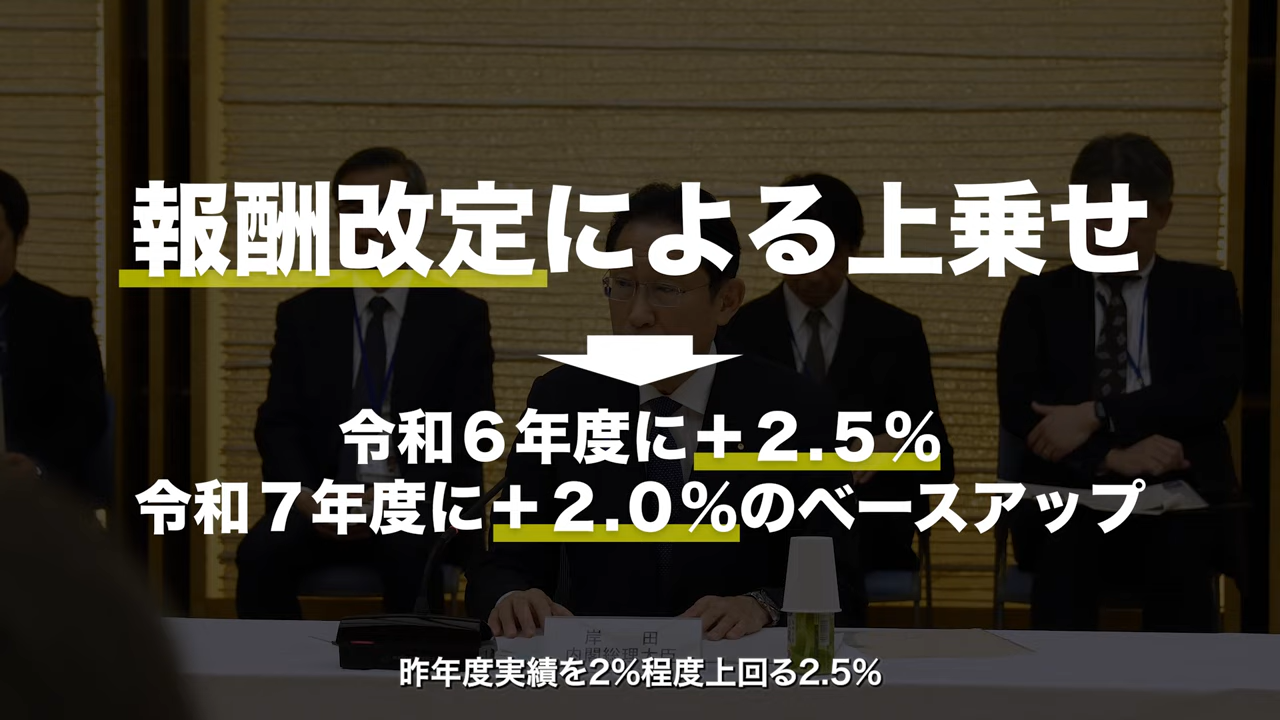 報酬改定による上乗せ
令和６年度に＋２.５％
令和７年度に＋２.０％のベースアップ
岸 田
内閣総理大臣
昨年度実績を2%程度上回る2.5%